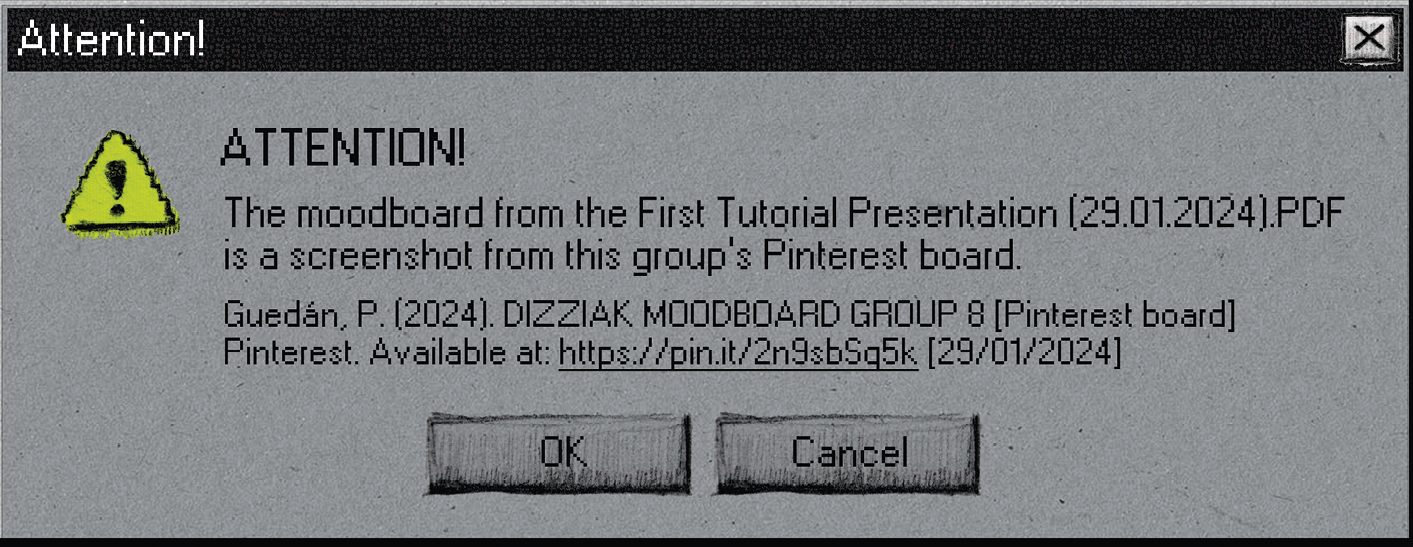 Attention!
ATTENTION!
The moodboard from the First Tutorial Presentation (29.01.2024).PDF
is a screenshot from this group's Pinterest board.
Guedán, P. (2024). DIZZIAK MOODBOARD GROUP 8 [Pinterest board]
Pinterest. Available at: https://pin.it/2n9sbSq5k [29/01/2024]
OK
Cancel